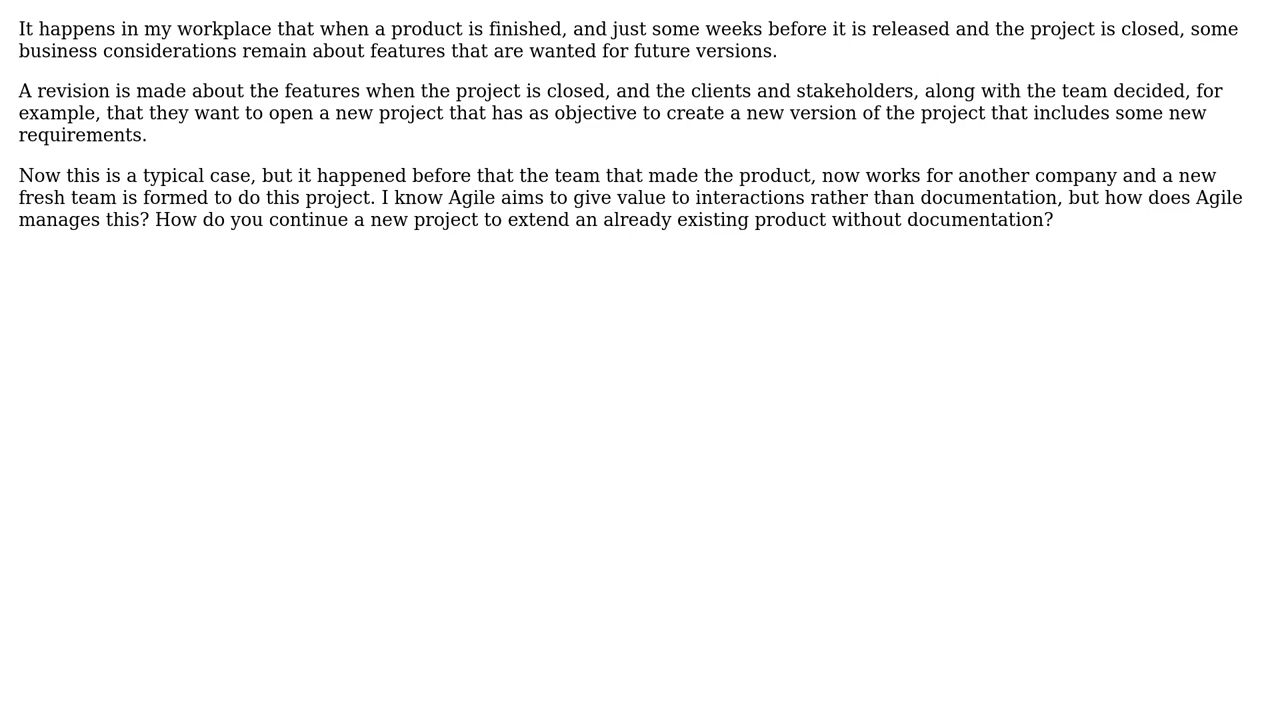 It happens in my workplace that when a product is finished, and just some weeks before it is released and the project is closed, some
business considerations remain about features that are wanted for future versions.
A revision is made about the features when the project is closed, and the clients and stakeholders, along with the team decided, for
example, that they want to open a new project that has as objective to create a new version of the project that includes some new
requirements.
Now this is a typical case, but it happened before that the team that made the product, now works for another company and a new
fresh team is formed to do this project. I know Agile aims to give value to interactions rather than documentation, but how does Agile
manages this? How do you continue a new project to extend an already existing product without documentation?